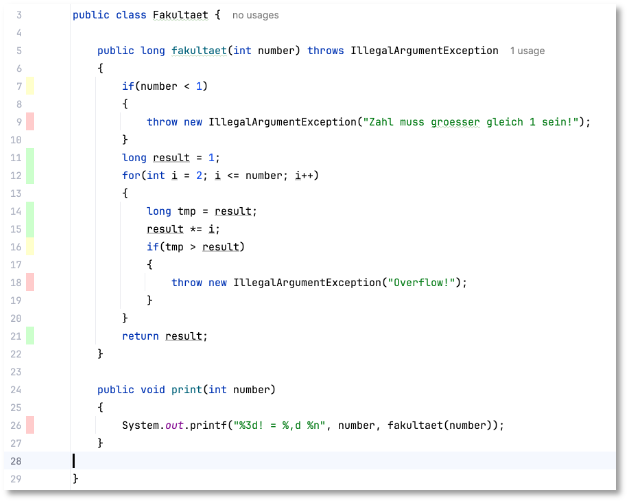 3 public class Fakultaet { no usages
4
5 public long fakultaet(int number) throws IllegalArgumentException 1 usage
6 {
7 if(number < 1)
8 {
9 throw new IllegalArgumentException("Zahl muss groesser gleich 1 sein!");
10 }
11 long result = 1;
12 for(int i = 2; i <= number; i++)
13 {
14 long tmp = result;
15 result *= i;
16 if(tmp > result)
17 {
18 throw new IllegalArgumentException("Overflow!");
19 }
20 }
21 return result;
22 }
23
24 public void print(int number)
25 {
26 System.out.printf("%3d! = %,d %n", number, fakultaet(number));
27 }
28
29 }